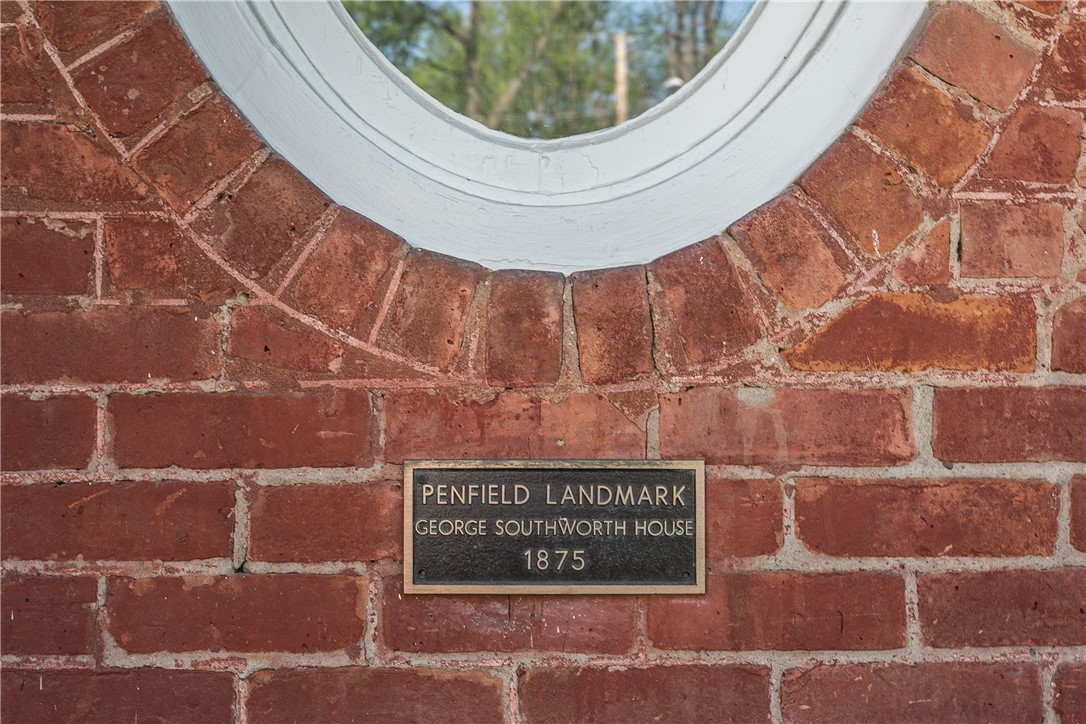 PENFIELD LANDMARK
GEORGE SOUTHWORTH HOUSE
1875